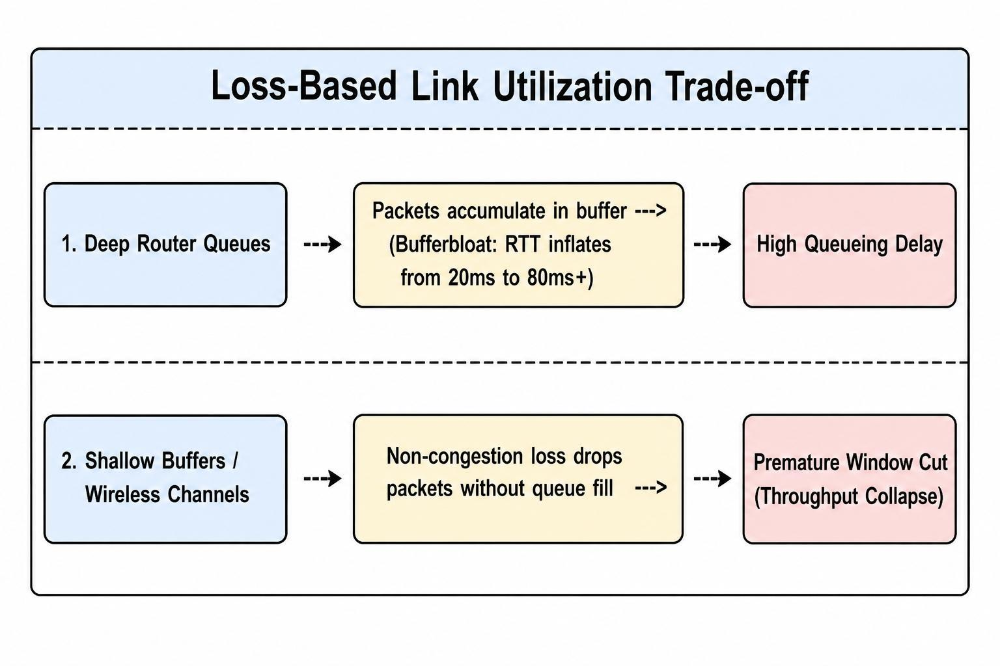 Loss-Based Link Utilization Trade-off
1. Deep Router Queues
Packets accumulate in buffer --->
(Bufferbloat: RTT inflates
from 20ms to 80ms+)
High Queueing Delay
2. Shallow Buffers /
Wireless Channels
Non-congestion loss drops
packets without queue fill --->
Premature Window Cut
(Throughput Collapse)